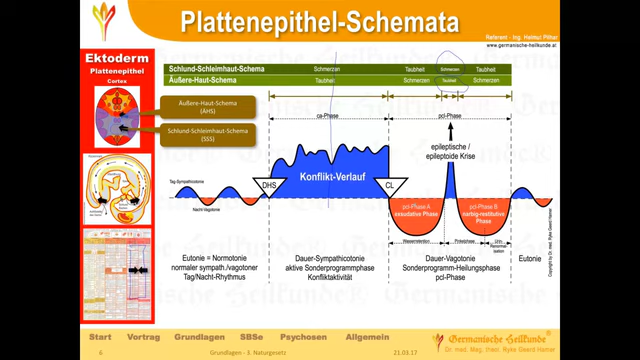 Plattenepithel-Schemata
Referent - Ing. Helmut Pilhar
www.germanische-heilkunde.at
Ektoderm
Plattenepithel
Cortex
Äußere-Haut-Schema
(ÄHS)
Schlund-Schleimhaut-Schema
(SSS)
Schlund-Schleimhaut-Schema
Schmerzen
Taubheit
Schmerzen
Taubheit
Äußere-Haut-Schema
Taubheit
Schmerzen
Taubheit
Schmerzen
ca-Phase
pcl-Phase
epileptische /
epileptoide Krise
Konflikt-Verlauf
Tag-Sympathicotonie
DHS
CL
Nacht-Vagotonie
pcl-Phase A
exsudative Phase
pcl-Phase B
narbig-restitutive
Phase
Eutonie = Normotonie
normaler sympath./vagotoner
Tag/Nacht-Rhythmus
Dauer-Sympathicotonie
aktive Sonderprogrammphase
Konfliktaktivität
Dauer-Vagotonie
Sonderprogramm-Heilungsphase
pcl-Phase
Eutonie
Copyright by Dr. med. Ryke Geerd Hamer
Start
Vortrag
Grundlagen
SBSe
Psychosen
Allgemein
Germanische Heilkunde
Dr. med. Mag. theol. Ryke Geerd Hamer
6
Grundlagen - 3. Naturgesetz
21.03.17